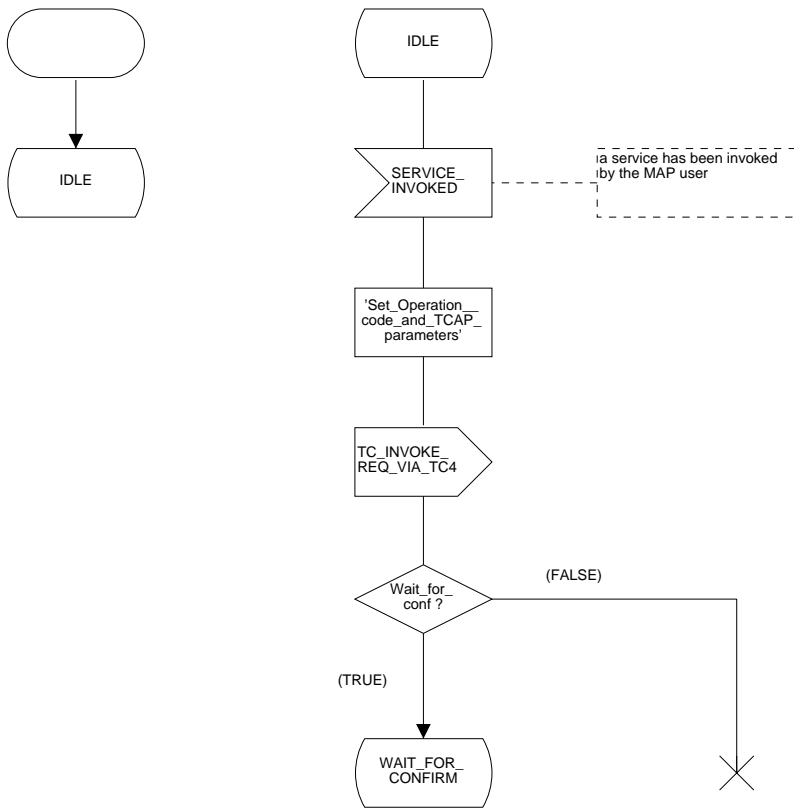 IDLE
IDLE
SERVICE_
INVOKED
a service has been invoked
by the MAP user
'Set_Operation__
code_and_TCAP_
parameters'
TC_INVOKE_
REQ_VIA_TC4
Wait_for_
conf ?
(FALSE)
(TRUE)
WAIT_FOR_
CONFIRM